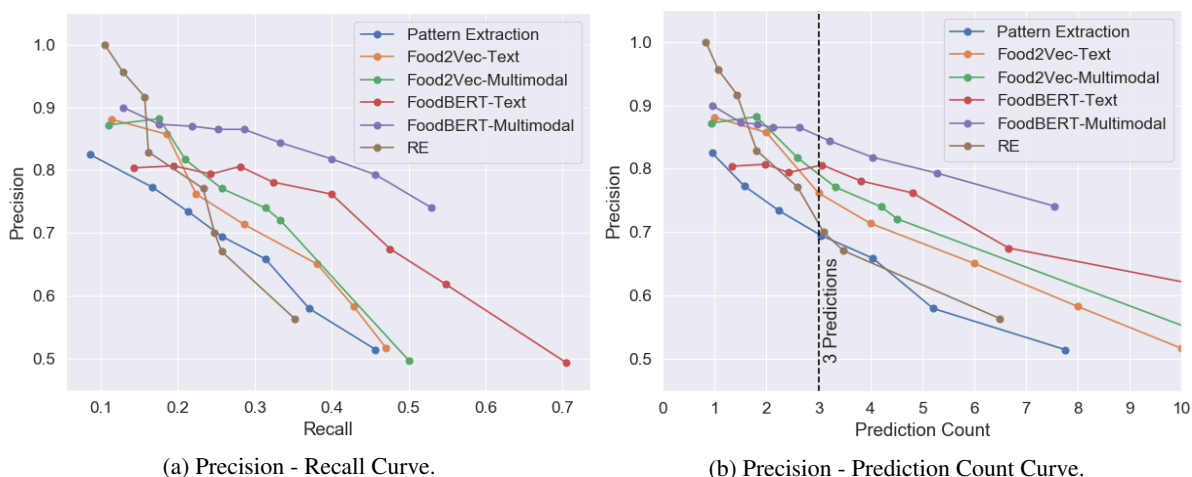 1.0
0.9
0.8
0.7
0.6
0.5
Precision
0.1 0.2 0.3 0.4 0.5 0.6 0.7
Recall
Pattern Extraction
Food2Vec-Text
Food2Vec-Multimodal
FoodBERT-Text
FoodBERT-Multimodal
RE
(a) Precision - Recall Curve.
1.0
0.9
0.8
0.7
0.6
0.5
Precision
0 1 2 3 4 5 6 7 8 9 10
Prediction Count
3 Predictions
Pattern Extraction
Food2Vec-Text
Food2Vec-Multimodal
FoodBERT-Text
FoodBERT-Multimodal
RE
(b) Precision - Prediction Count Curve.